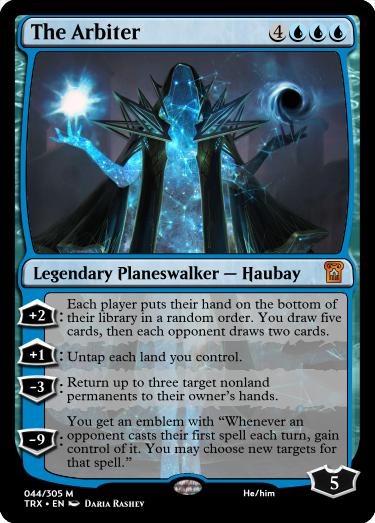 The Arbiter 4
Legendary Planeswalker — Haubay
+2: Each player puts their hand on the bottom of
their library in a random order. You draw five
cards, then each opponent draws two cards.
+1: Untap each land you control.
-3: Return up to three target nonland
permanents to their owner's hands.
-9: You get an emblem with “Whenever an
opponent casts their first spell each turn, gain
control of it. You may choose new targets for
that spell.”
5
044/305 M He/him
TRX • EN Daria Rashev